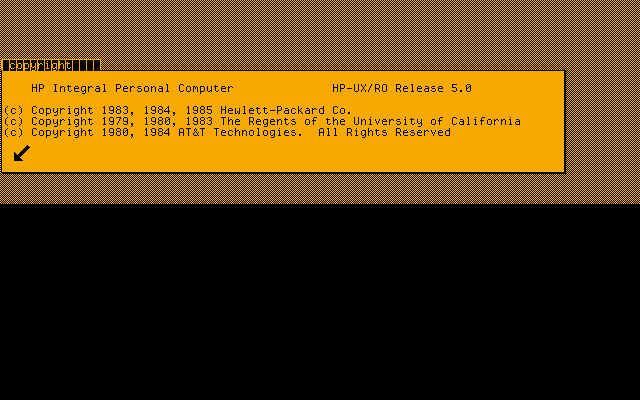 copyright
HP Integral Personal Computer HP-UX/RO Release 5.0
(c) Copyright 1983, 1984, 1985 Hewlett-Packard Co.
(c) Copyright 1979, 1980, 1983 The Regents of the University of California
(c) Copyright 1980, 1984 AT&T Technologies. All Rights Reserved